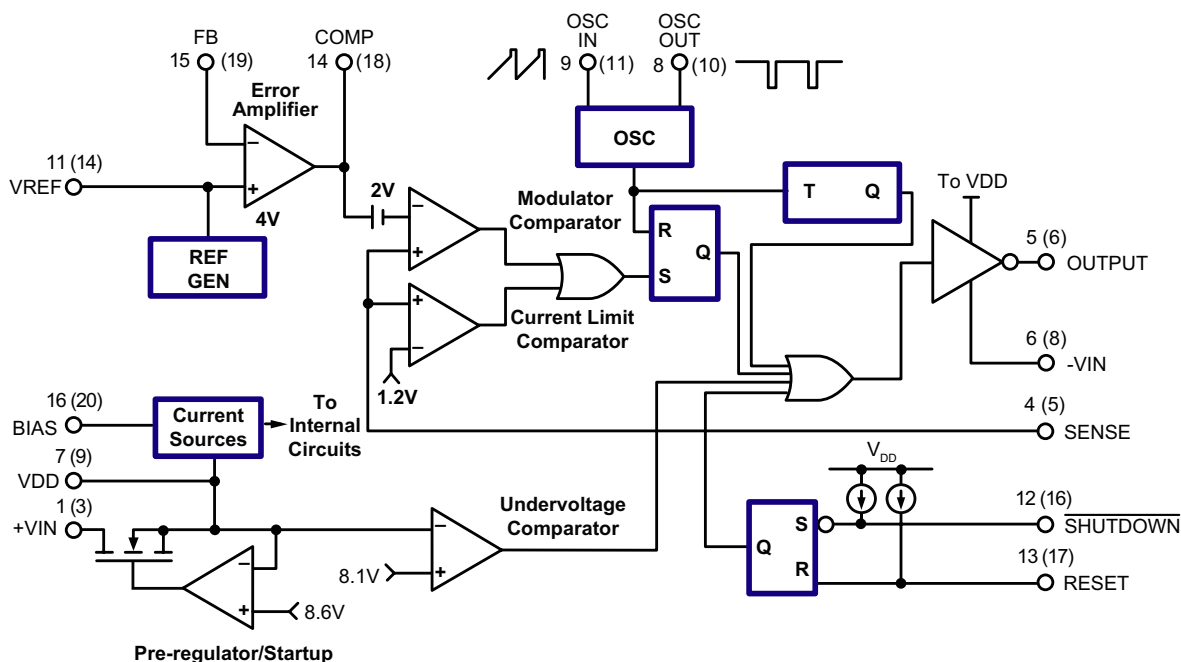 FB
15 (19)
COMP
14 (18)
OSC
IN
9 (11)
OSC
OUT
8 (10)
Error
Amplifier
OSC
11 (14)
VREF
−
+
4V
REF
GEN
2V
−
+
Modulator
Comparator
R
S
Q
T Q
To VDD
5 (6)
OUTPUT
+
−
1.2V
Current Limit
Comparator
6 (8)
-VIN
4 (5)
SENSE
16 (20)
BIAS
Current
Sources
To
Internal
Circuits
7 (9)
VDD
1 (3)
+VIN
−
+
8.6V
Pre-regulator/Startup
Undervoltage
Comparator
−
+
8.1V
VDD
S
Q
R
12 (16)
SHUTDOWN
13 (17)
RESET